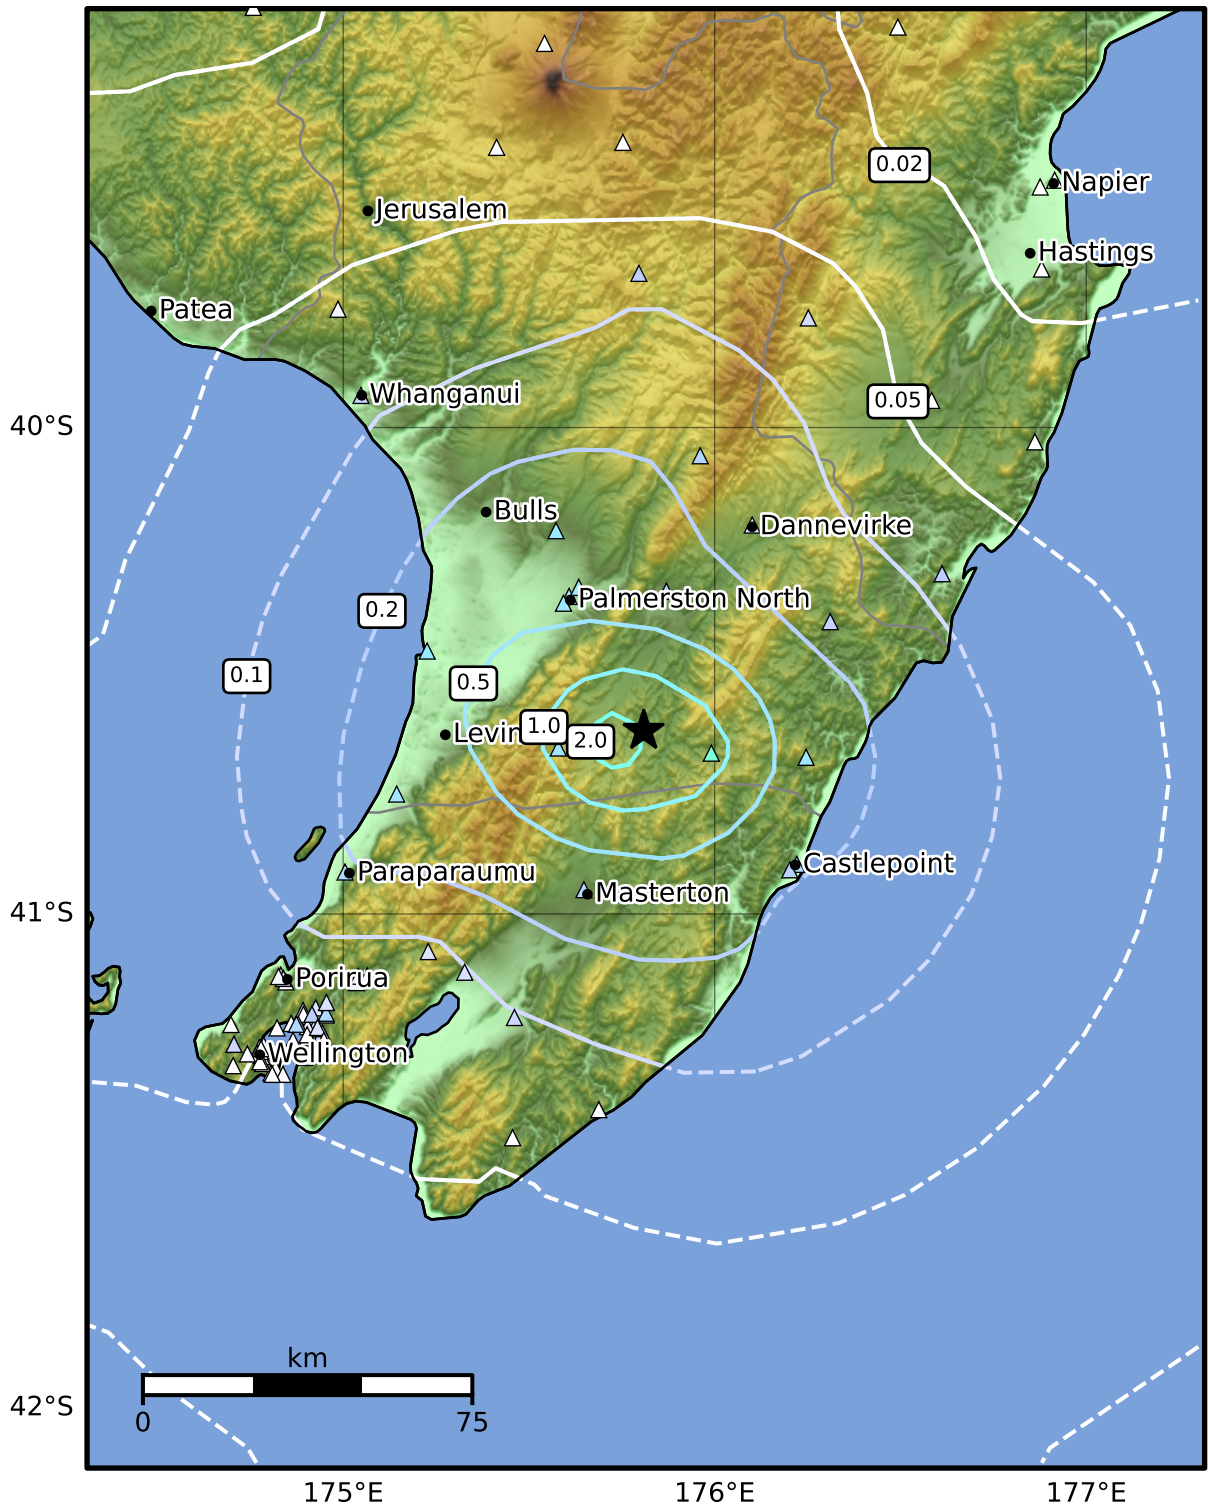 0.02
Napier
Jerusalem
Hastings
Patea
Whanganui
0.05
40°S
Bulls
Dannevirke
Palmerston North
0.2
0.1
0.5
1.0
Levin
2.0
Castlepoint
Paraparaumu
Masterton
41°S
Porirua
Wellington
km
0
75
42°S
175°E
176°E
177°E